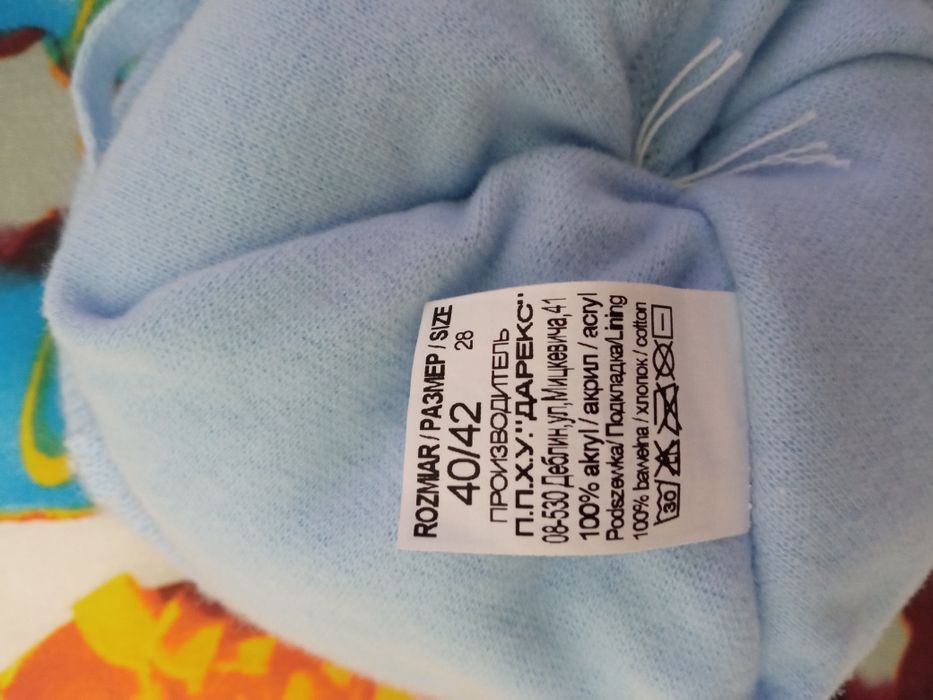 ROZMIAR / РАЗМЕР / SIZE
40/42 28
ПРОИЗВОДИТЕЛЬ
П.П.Х.У."ДАРЕКС"
08-530 Деблин,ул,Мицкевича,41
100% akryl / акрил / acryl
Podszewka/ Подкладка/Lining
100% bawełna / хлопок / cotton
30